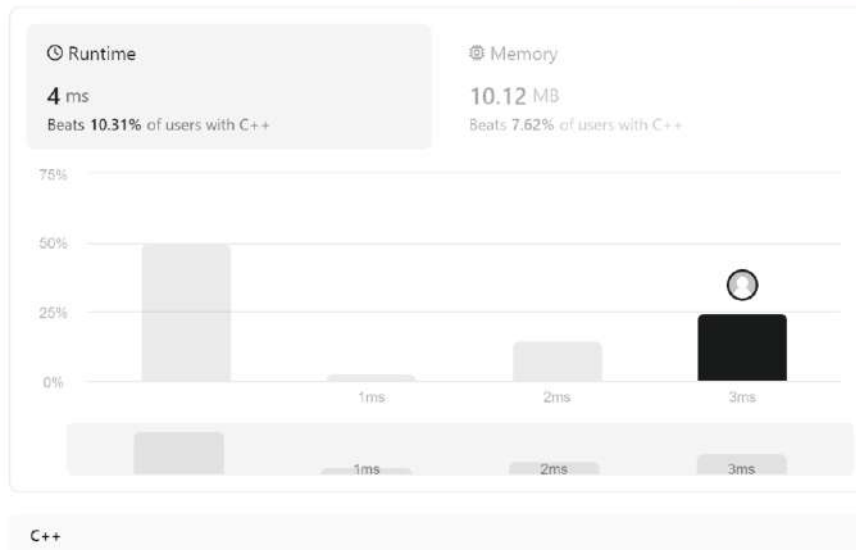 Runtime
4 ms
Beats 10.31% of users with C++
Memory
10.12 MB
Beats 7.62% of users with C++
75%
50%
25%
0%
1ms 2ms 3ms
1ms 2ms 3ms
C++